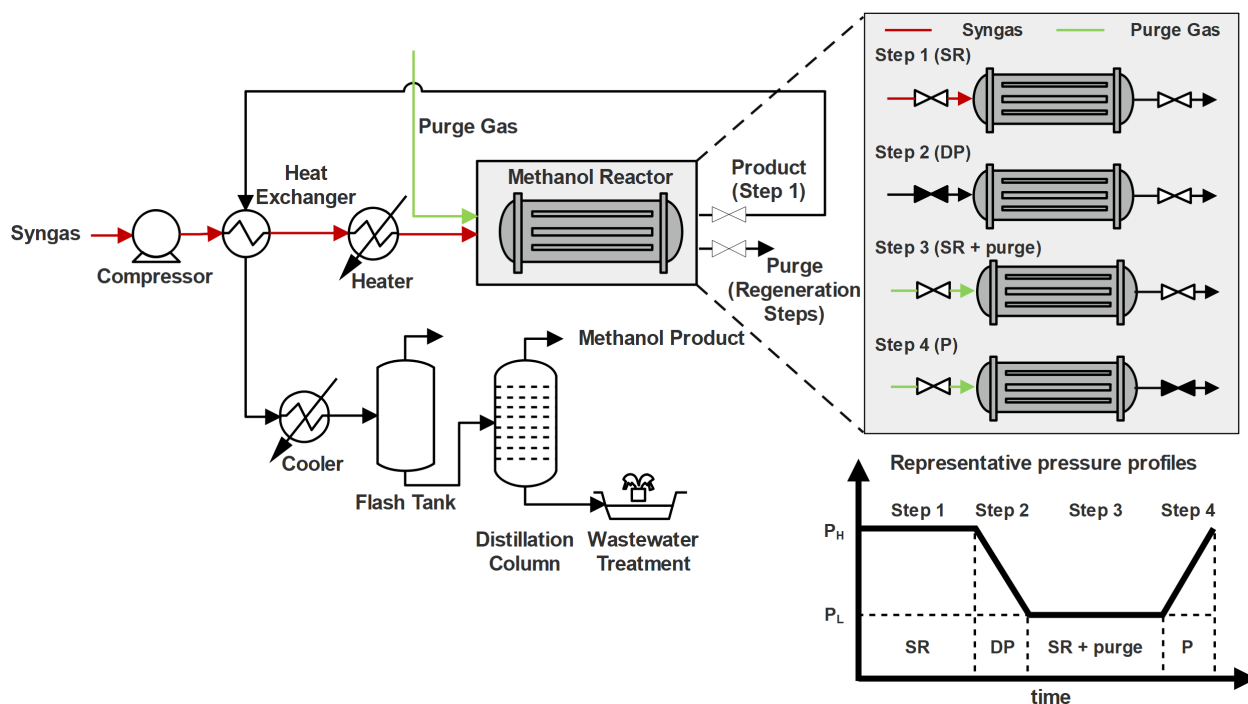 Syngas
Compressor
Heat
Exchanger
Heater
Purge Gas
Methanol Reactor
Product
(Step 1)
Purge
(Regeneration
Steps)
Cooler
Flash Tank
Methanol Product
Distillation
Column
Wastewater
Treatment
Syngas Purge Gas
Step 1 (SR)
Step 2 (DP)
Step 3 (SR + purge)
Step 4 (P)
Representative pressure profiles
Step 1 Step 2 Step 3 Step 4
PH
PL
SR DP SR + purge P
time